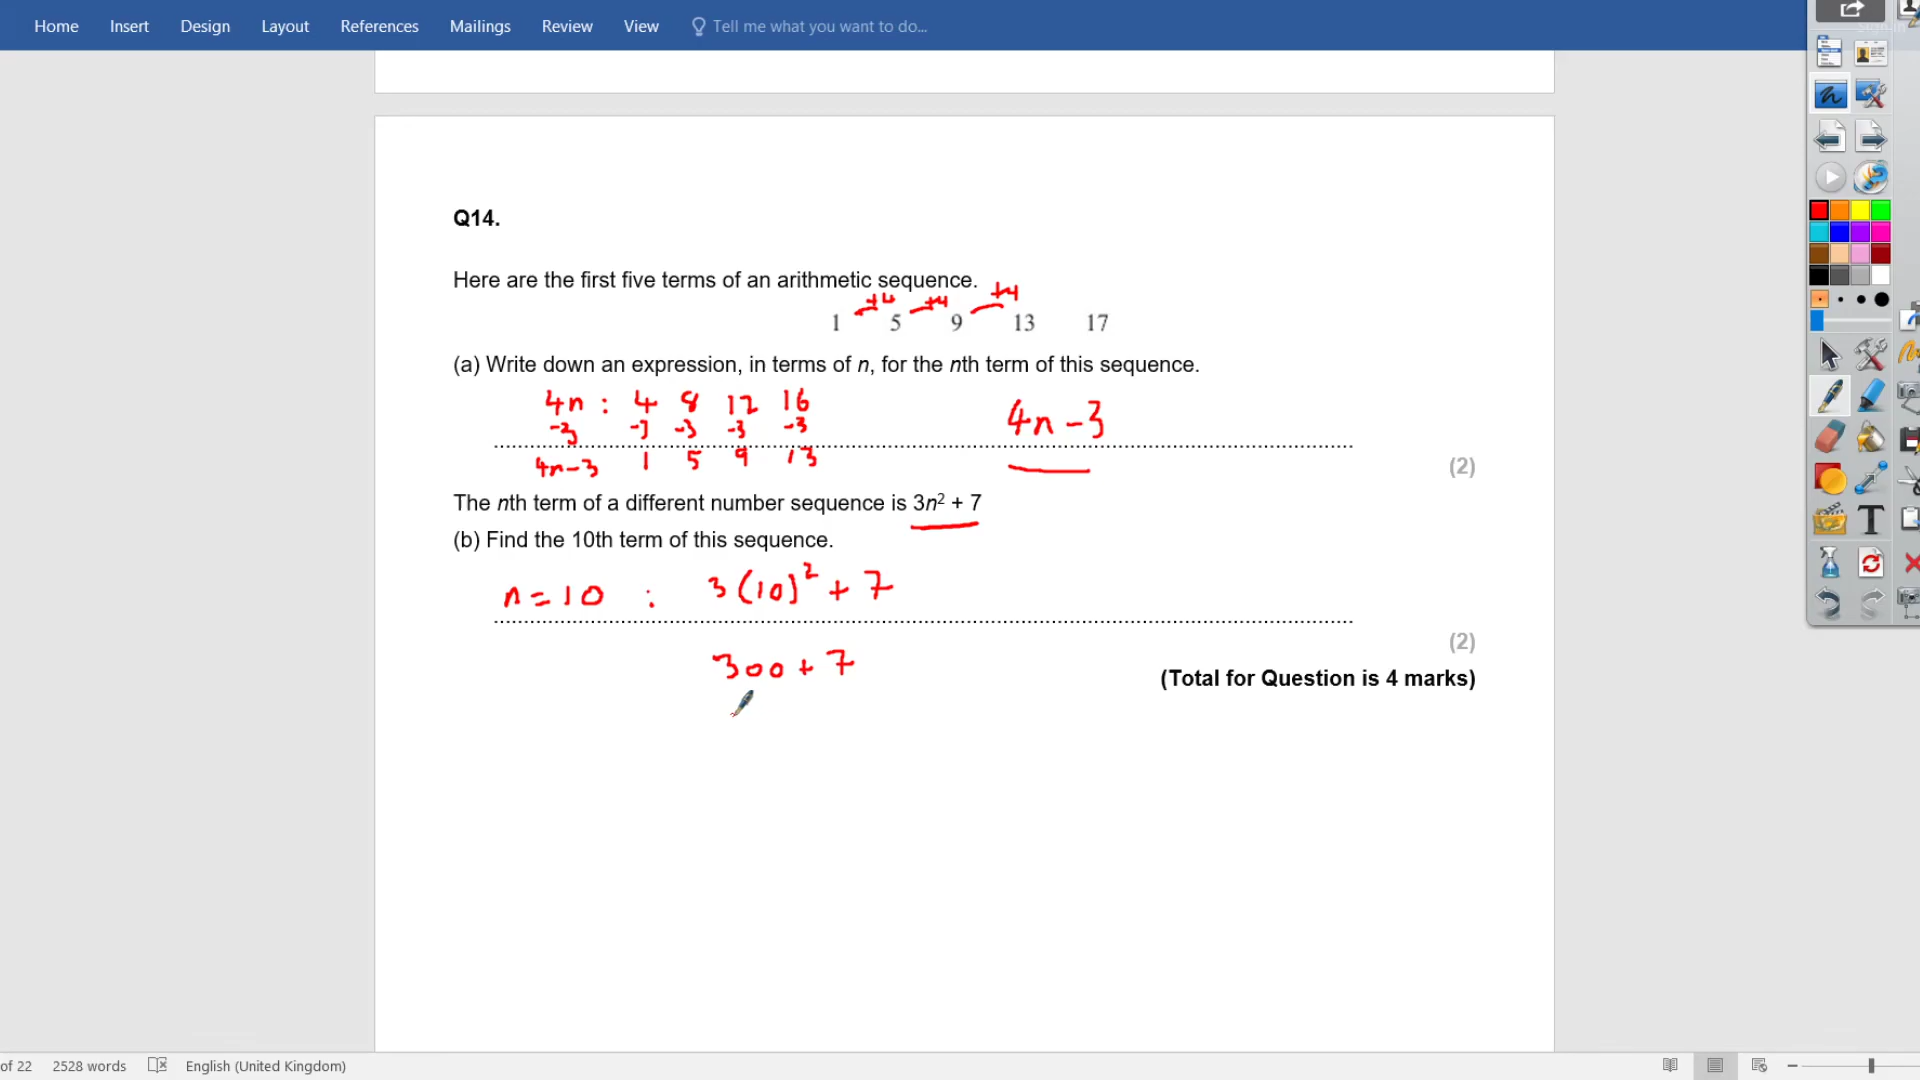 Home Insert Design Layout References Mailings Review View Tell me what you want to do...
Q14.
Here are the first five terms of an arithmetic sequence.
+4 +4 +4
1 5 9 13 17
(a) Write down an expression, in terms of n, for the nth term of this sequence.
4n : 4 8 12 16
-3 -3 -3 -3 -3
4n-3
4n-3 1 5 9 13
(2)
The nth term of a different number sequence is 3n² + 7
(b) Find the 10th term of this sequence.
n = 10 : 3(10)² + 7
(2)
300 + 7
(Total for Question is 4 marks)
of 22 2528 words English (United Kingdom)